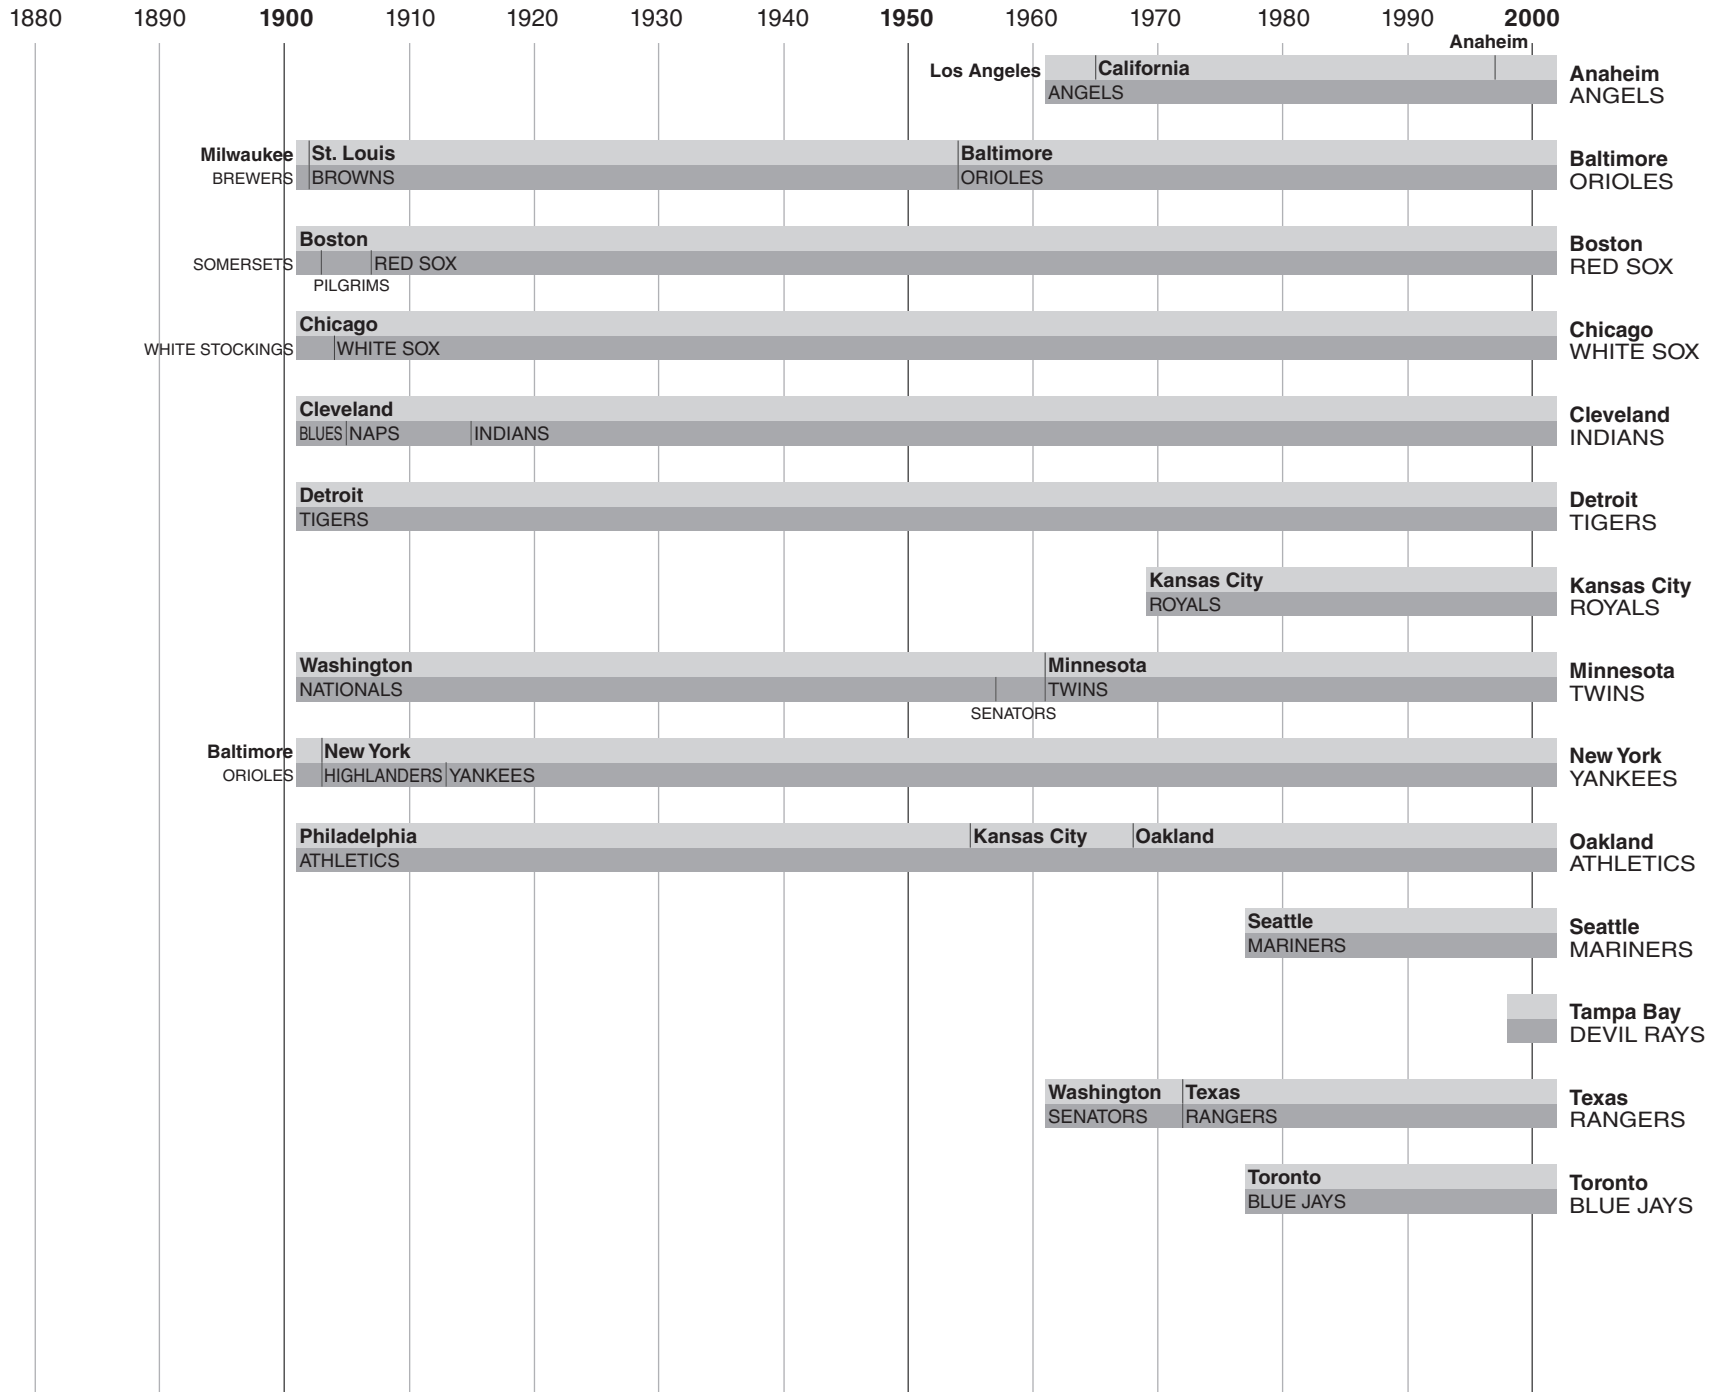 1880 1890 1900 1910 1920 1930 1940 1950 1960 1970 1980 1990 2000
Anaheim
Los Angeles California Anaheim
ANGELS ANGELS
Milwaukee St. Louis Baltimore Baltimore
BREWERS BROWNS ORIOLES ORIOLES
Boston Boston
SOMERSETS RED SOX RED SOX
PILGRIMS
Chicago Chicago
WHITE STOCKINGS WHITE SOX WHITE SOX
Cleveland Cleveland
BLUES NAPS INDIANS INDIANS
Detroit Detroit
TIGERS TIGERS
Kansas City Kansas City
ROYALS ROYALS
Washington Minnesota Minnesota
NATIONALS TWINS TWINS
SENATORS
Baltimore New York New York
ORIOLES HIGHLANDERS YANKEES YANKEES
Philadelphia Kansas City Oakland Oakland
ATHLETICS ATHLETICS
Seattle Seattle
MARINERS MARINERS
Tampa Bay
DEVIL RAYS
Washington Texas Texas
SENATORS RANGERS RANGERS
Toronto Toronto
BLUE JAYS BLUE JAYS